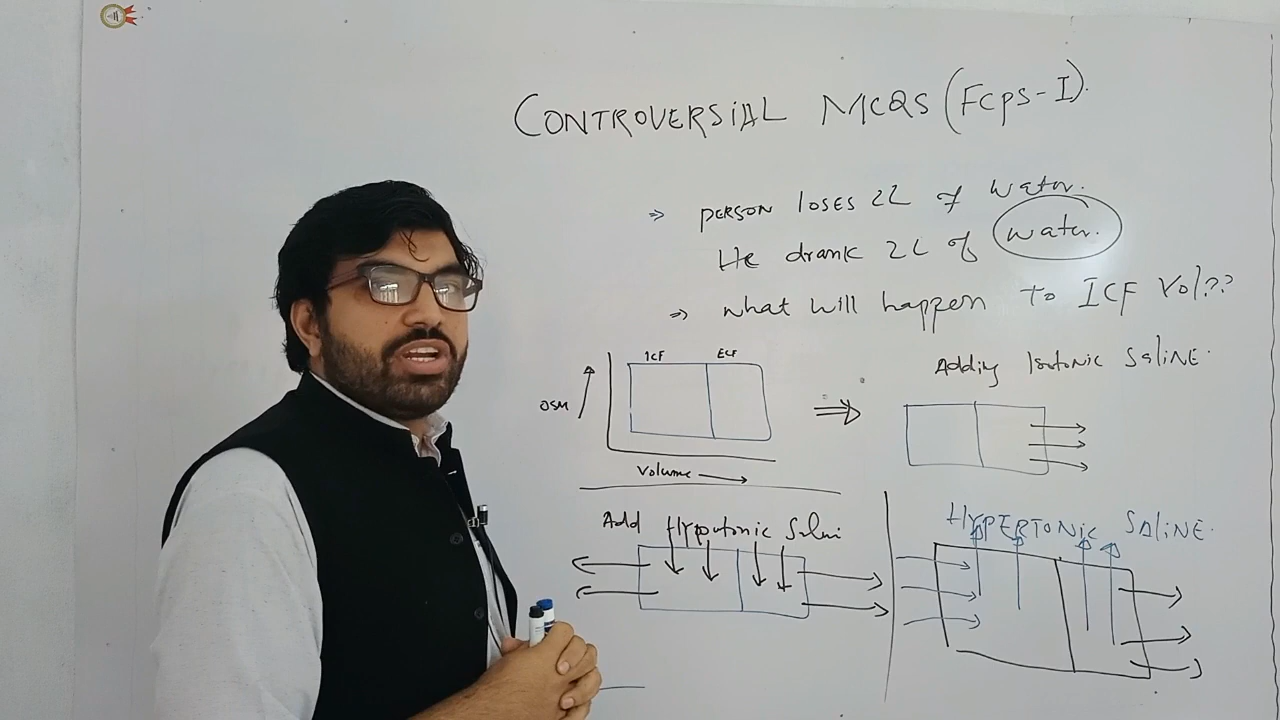 CONTROVERSIAL MCQS (FCPS-I).
⇒ PERSON LOSES 2L of water.
He drank 2L of water.
⇒ what will happen to ICF Vol??
ICF ECF
OSM
Volume
Adding Isotonic SaliNE.
Add Hypotonic
HYPERTONIC SALINE.